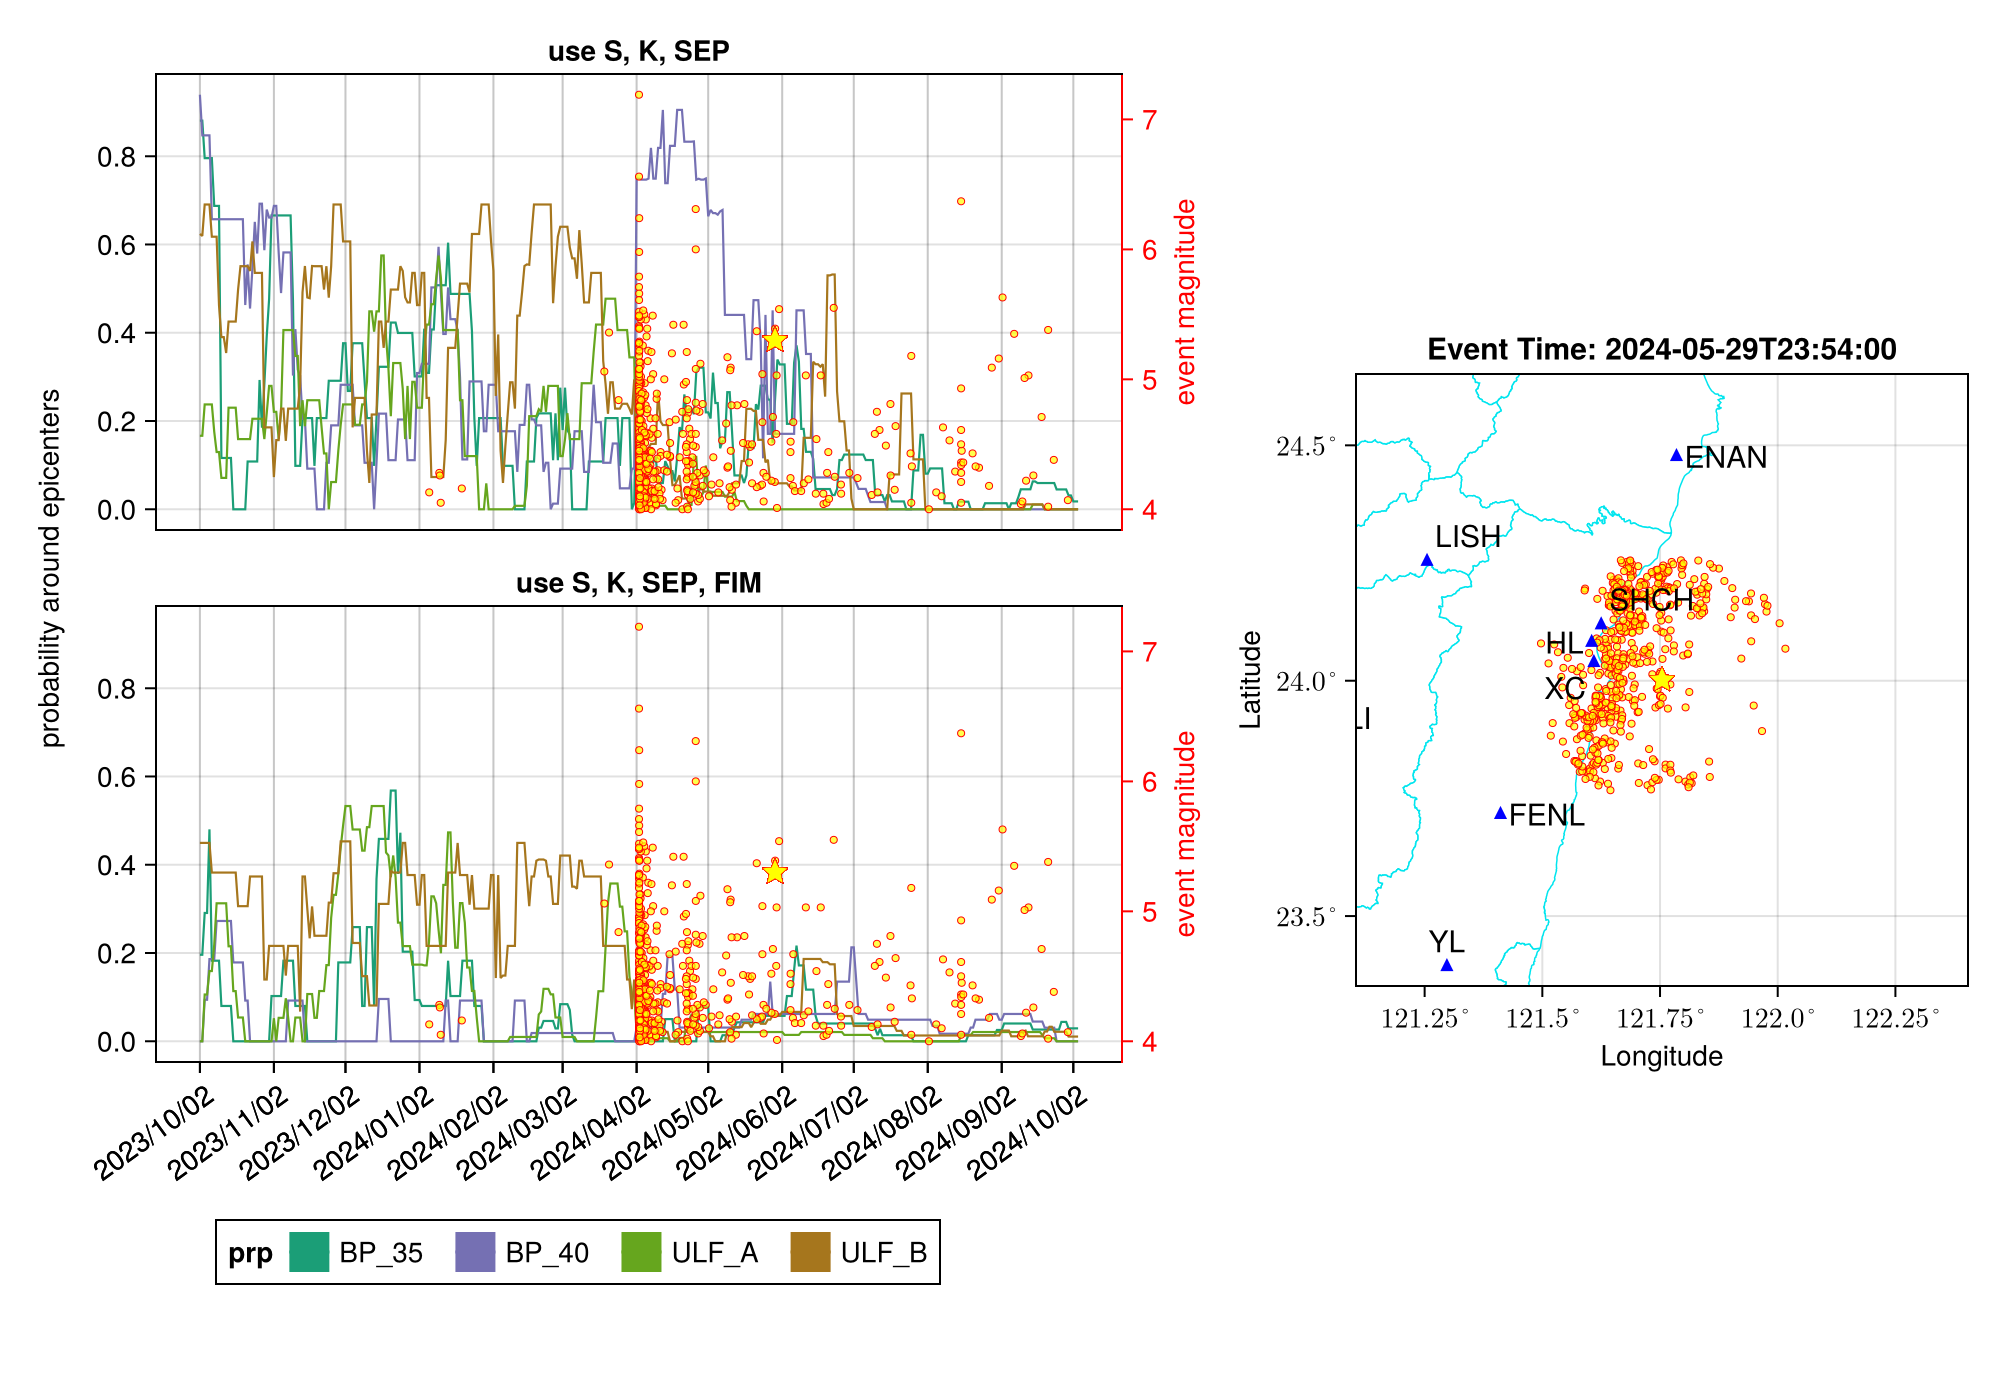 use S, K, SEP
0.8
0.6
0.4
0.2
0.0
7
6
5
4
event magnitude
probability around epicenters
use S, K, SEP, FIM
0.8
0.6
0.4
0.2
0.0
7
6
5
4
event magnitude
2023/10/02
2023/11/02
2023/12/02
2024/01/02
2024/02/02
2024/03/02
2024/04/02
2024/05/02
2024/06/02
2024/07/02
2024/08/02
2024/09/02
2024/10/02
prp BP_35 BP_40 ULF_A ULF_B
Event Time: 2024-05-29T23:54:00
24.5°
24.0°
23.5°
Latitude
ENAN
LISH
SHCH
HL
XC
LI
FENL
YL
121.25° 121.5° 121.75° 122.0° 122.25°
Longitude